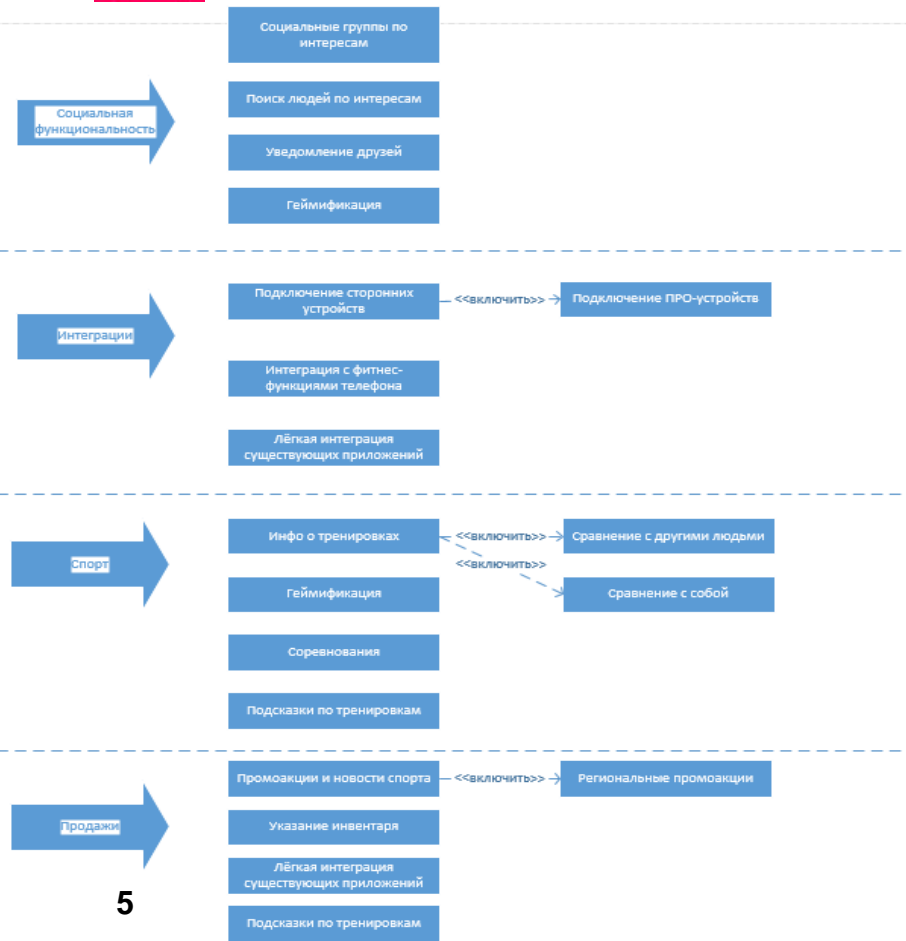 Социальные группы по
интересам
Социальная
функциональность
Поиск людей по интересам
Уведомление друзей
Геймификация
Интеграции
Подключение сторонних
устройств
<<включить>>
Подключение ПРО-устройств
Интеграция с фитнес-
функциями телефона
Лёгкая интеграция
существующих приложений
Спорт
Инфо о тренировках
<<включить>>
Сравнение с другими людьми
<<включить>>
Сравнение с собой
Геймификация
Соревнования
Подсказки по тренировкам
Продажи
Промоакции и новости спорта
<<включить>>
Региональные промоакции
Указание инвентаря
Лёгкая интеграция
существующих приложений
Подсказки по тренировкам
5